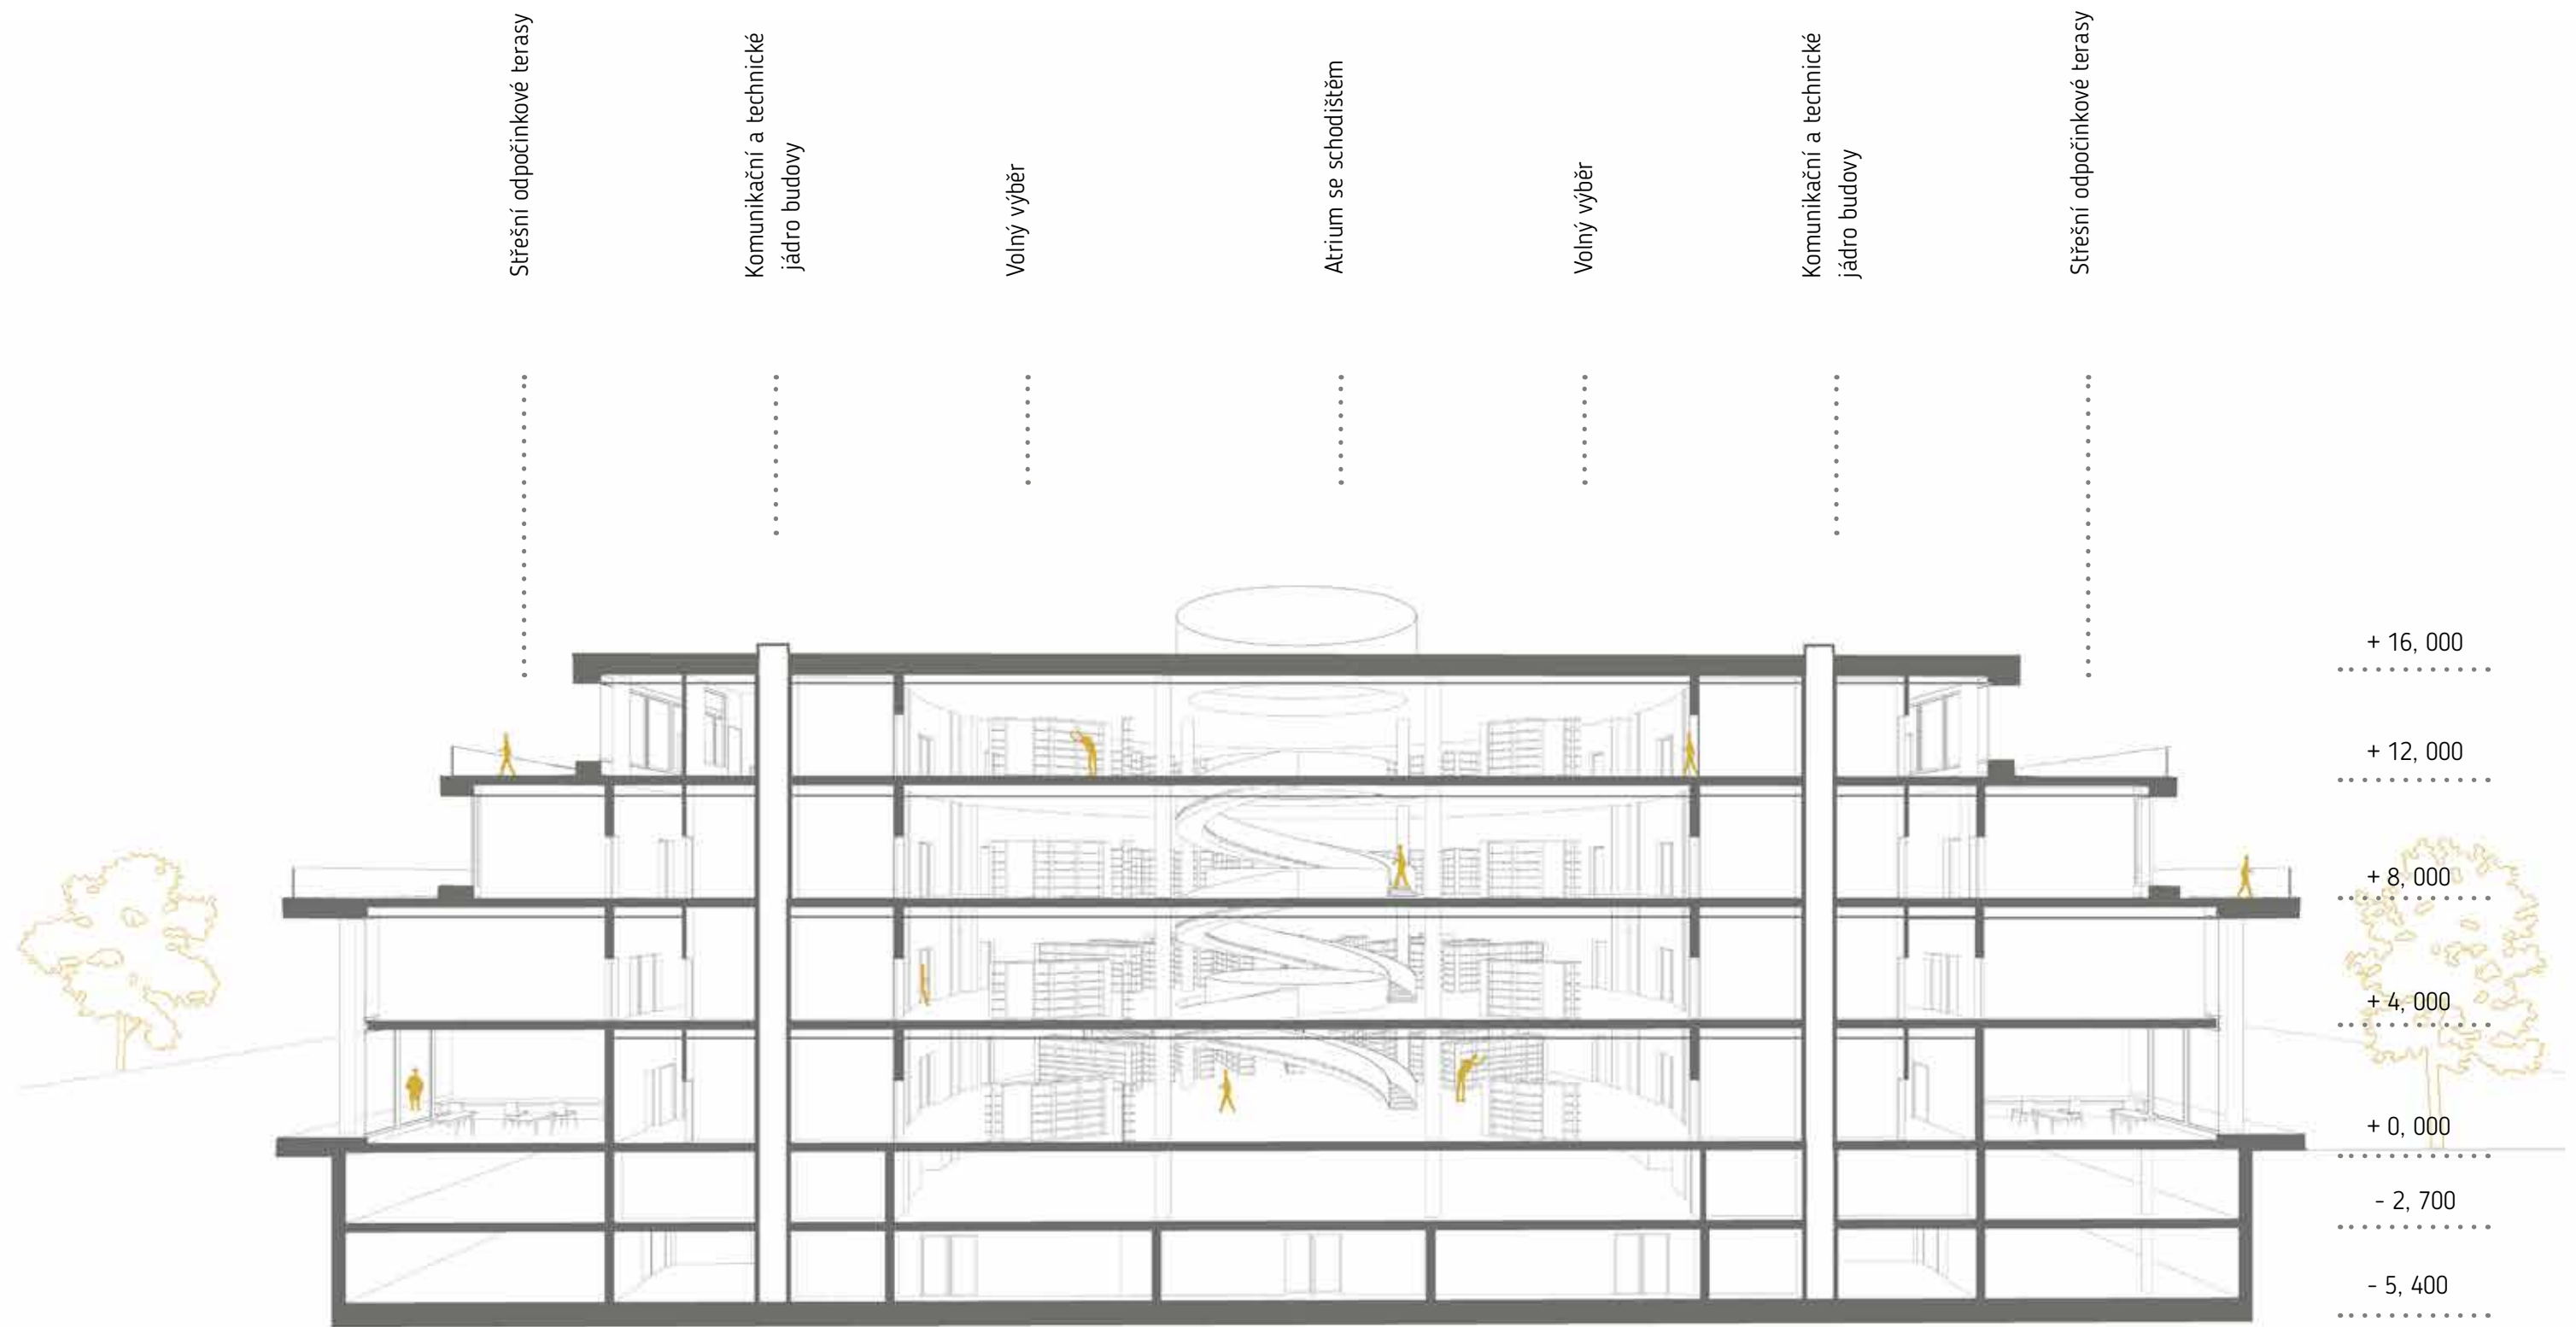 Střešní odpočinkové terasy
Komunikační a technické
jádro budovy
Volný výběr
Atrium se schodištěm
Volný výběr
Komunikační a technické
jádro budovy
Střešní odpočinkové terasy
+ 16, 000
+ 12, 000
+ 8, 000
+ 4, 000
+ 0, 000
- 2, 700
- 5, 400